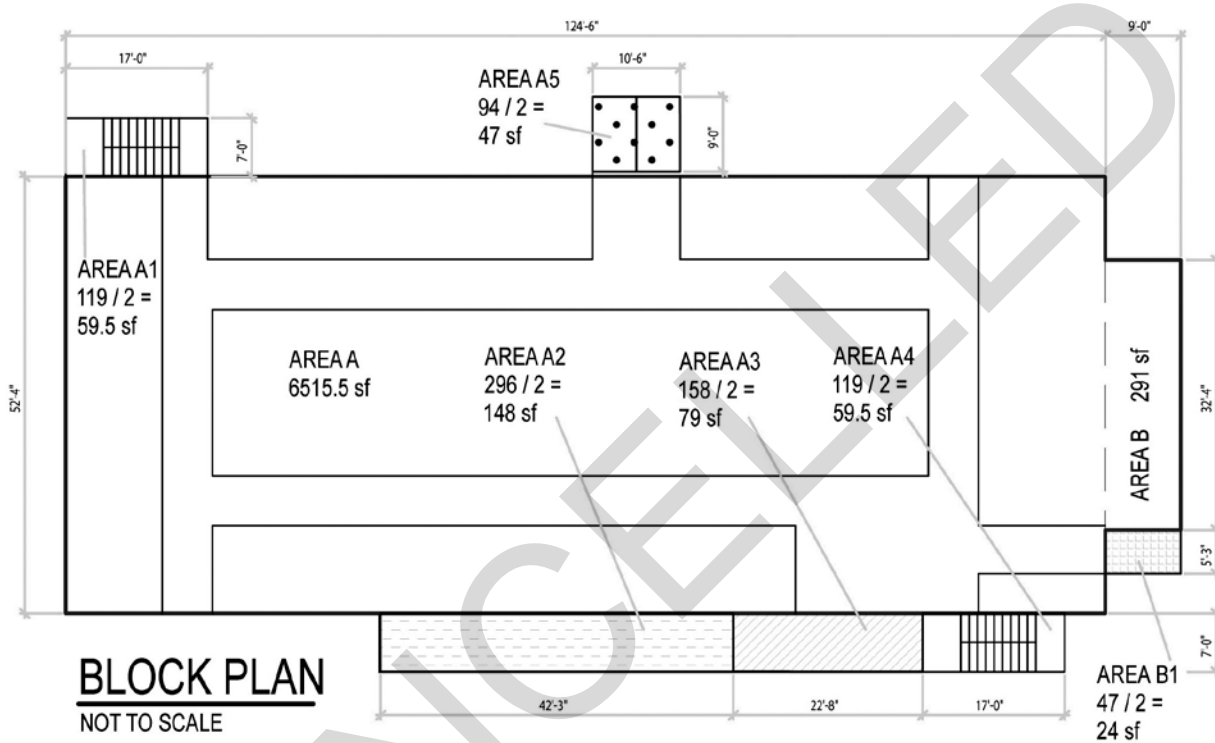 124'-6"
9'-0"
17'-0"
10'-6"
AREA A5
94 / 2 =
47 sf
7'-0"
9'-0"
AREA A1
119 / 2 =
59.5 sf
52'-4"
AREA A
6515.5 sf
AREA A2
296 / 2 =
148 sf
AREA A3
158 / 2 =
79 sf
AREA A4
119 / 2 =
59.5 sf
AREA B 291 sf
32'-4"
5'-3"
7'-0"
BLOCK PLAN
NOT TO SCALE
42'-3"
22'-8"
17'-0"
AREA B1
47 / 2 =
24 sf
NCELLED